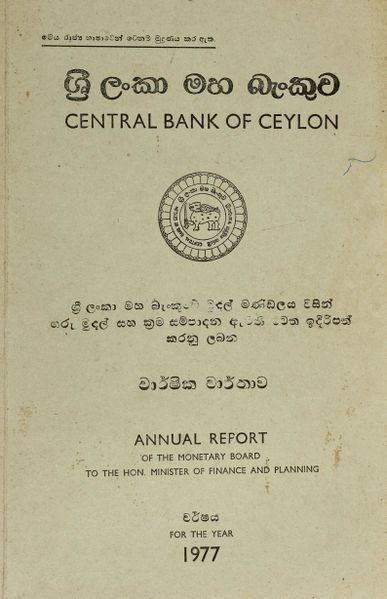 මෙය රාජ්‍ය භාෂාවෙන් වෙනම මුද්‍රණය කර ඇත.
ශ්‍රී ලංකා මහ බැංකුව
CENTRAL BANK OF CEYLON
ශ්‍රී ලංකා මහ බැංකුවේ මුදල් මණ්ඩලය විසින්
ගරු මුදල් සහ ක්‍රම සම්පාදන ඇමති වෙත ඉදිරිපත්
කරනු ලබන
වාර්ෂික වාර්තාව
ANNUAL REPORT
OF THE MONETARY BOARD
TO THE HON. MINISTER OF FINANCE AND PLANNING
වර්ෂය
FOR THE YEAR
1977